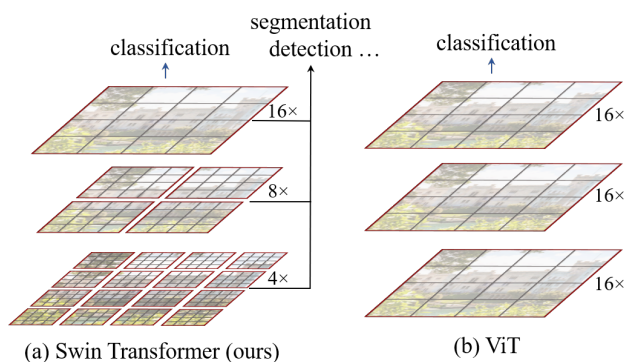 segmentation
classification
detection ...
classification
16×
16×
8×
16×
4×
16×
(a) Swin Transformer (ours)
(b) ViT